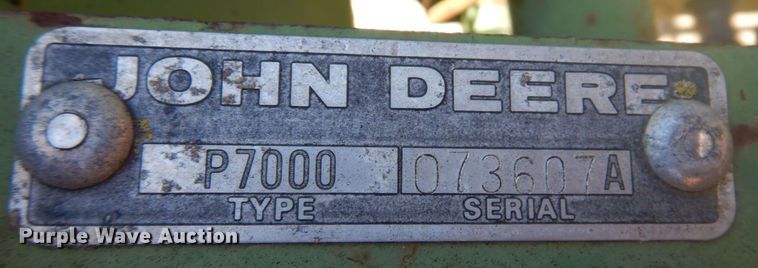 JOHN DEERE
P7000 073607A
TYPE SERIAL
Purple Wave Auction